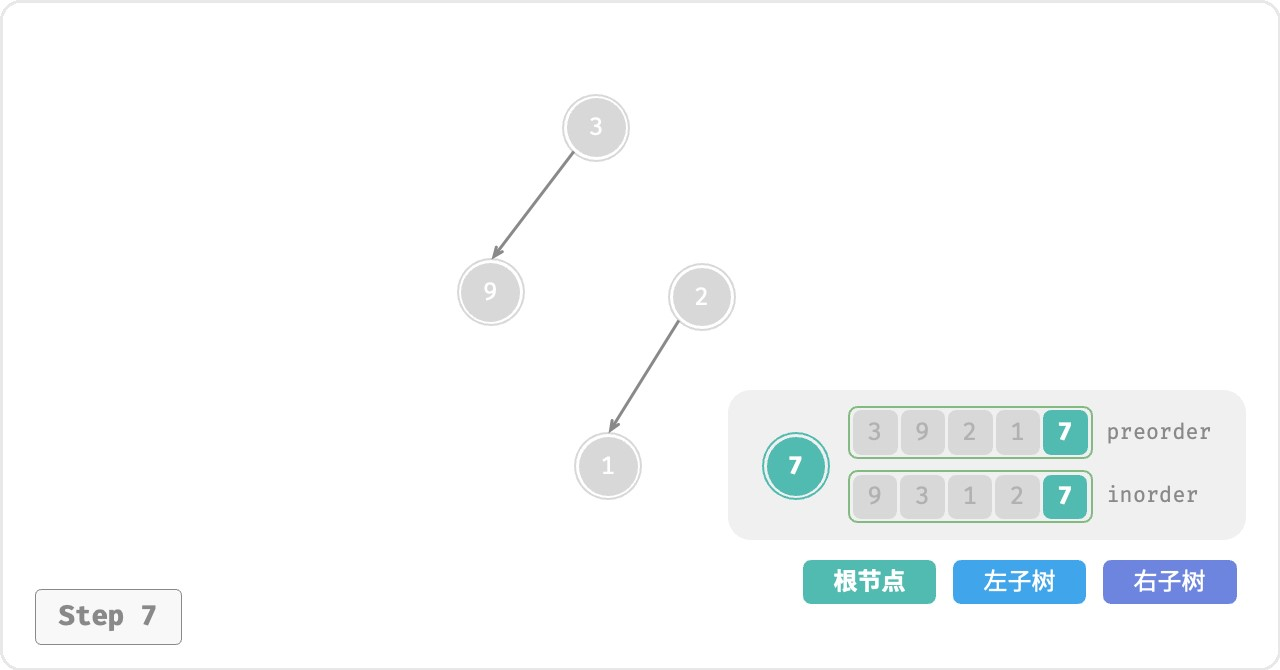 3
9
2
1
7
3 9 2 1 7 preorder
9 3 1 2 7 inorder
根节点 左子树 右子树
Step 7